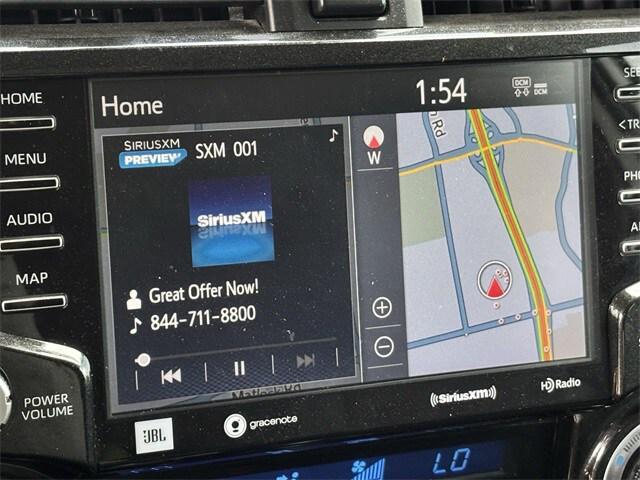 HOME
MENU
AUDIO
MAP
POWER
VOLUME
Home
1:54
DCM
DCM
SIRIUSXM
PREVIEW
SXM 001
SiriusXM
Great Offer Now!
844-711-8800
W
Rd
JBL
gracenote
SiriusXM
HD Radio
LO